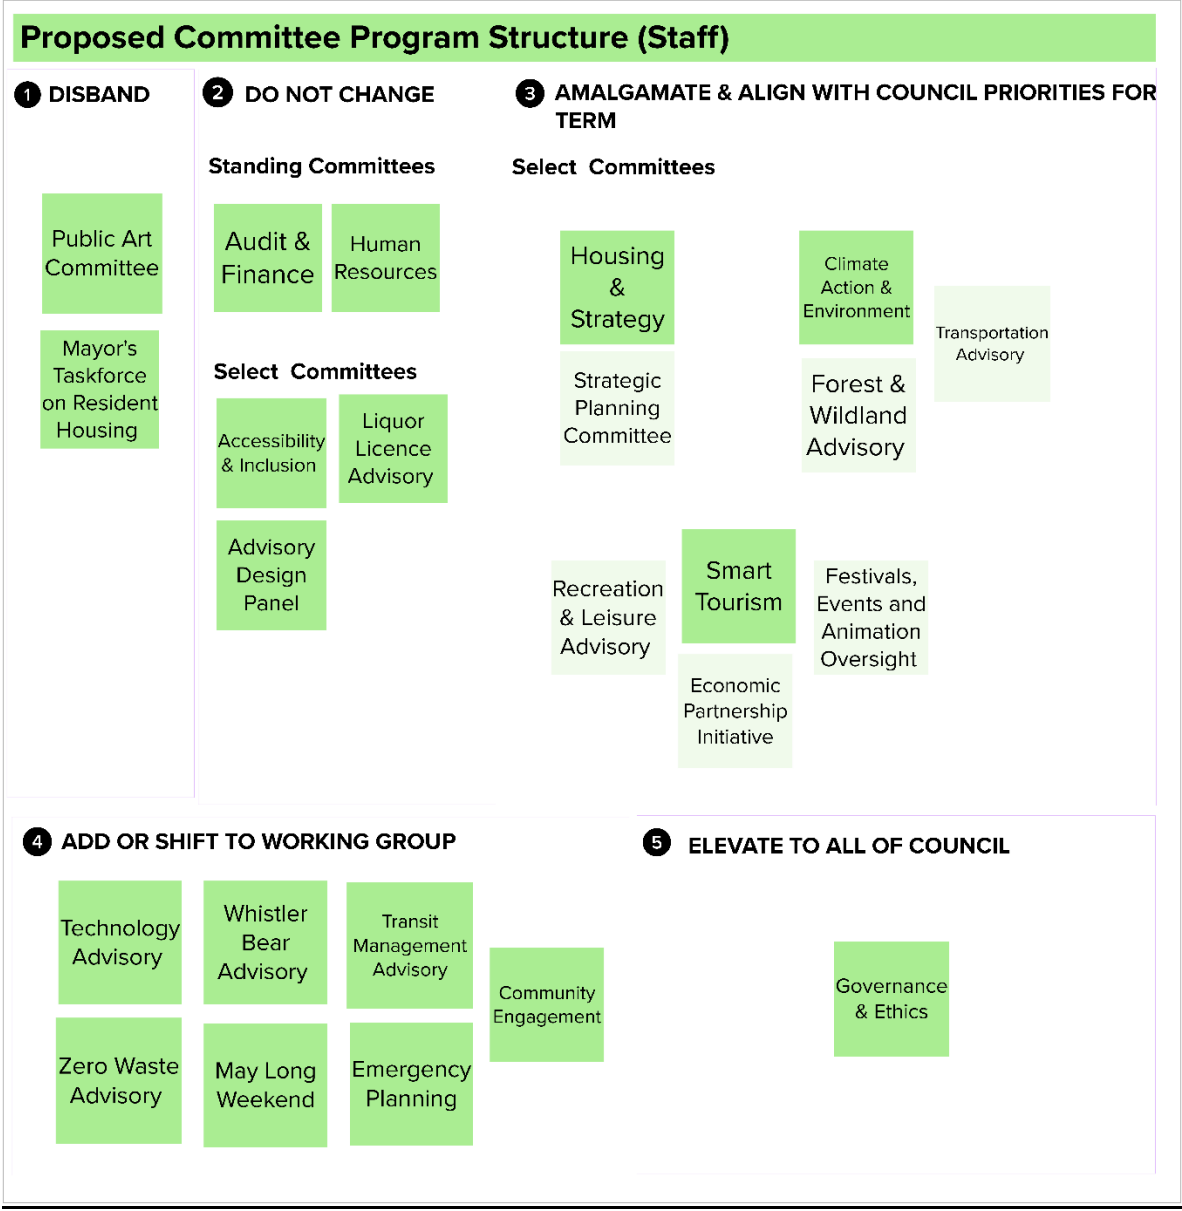 Proposed Committee Program Structure (Staff)
1 DISBAND
Public Art
Committee
Mayor's
Taskforce
on Resident
Housing
2 DO NOT CHANGE
Standing Committees
Audit &
Finance
Human
Resources
Select Committees
Accessibility
& Inclusion
Liquor
Licence
Advisory
Advisory
Design
Panel
3 AMALGAMATE & ALIGN WITH COUNCIL PRIORITIES FOR
TERM
Select Committees
Housing
&
Strategy
Strategic
Planning
Committee
Climate
Action &
Environment
Transportation
Advisory
Forest &
Wildland
Advisory
Recreation
& Leisure
Advisory
Smart
Tourism
Festivals,
Events and
Animation
Oversight
Economic
Partnership
Initiative
4 ADD OR SHIFT TO WORKING GROUP
Technology
Advisory
Whistler
Bear
Advisory
Transit
Management
Advisory
Community
Engagement
Zero Waste
Advisory
May Long
Weekend
Emergency
Planning
5 ELEVATE TO ALL OF COUNCIL
Governance
& Ethics